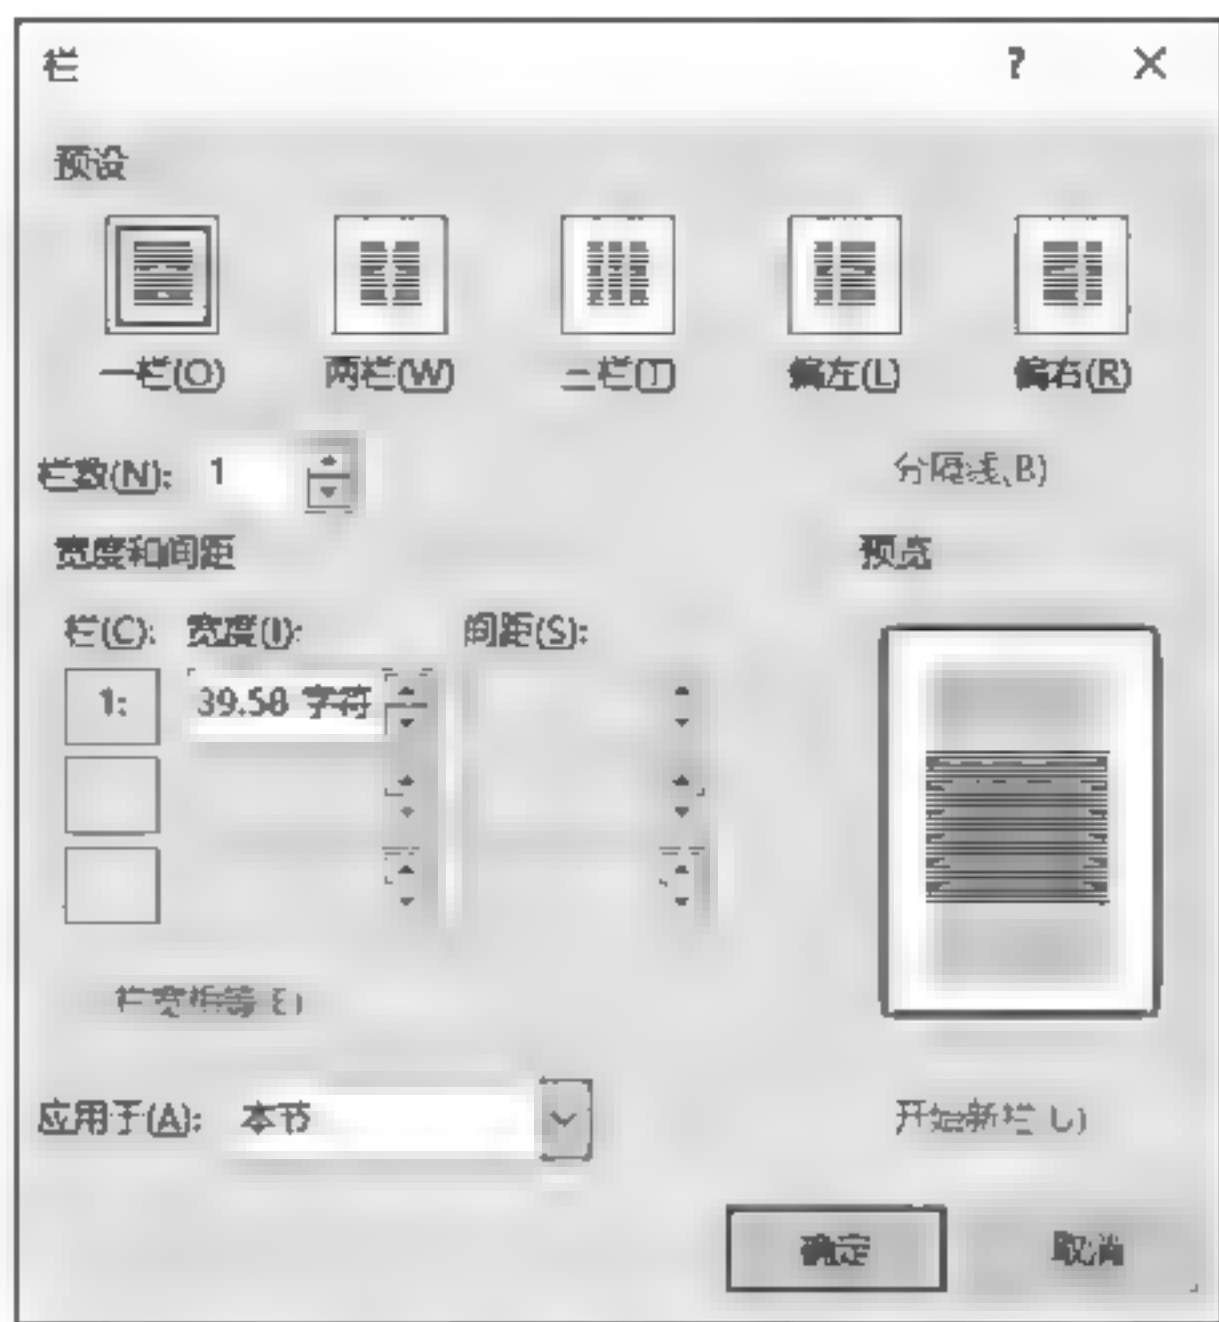 栏 ?
预设
一栏(O) 两栏(W) 三栏(T) 偏左(L) 偏右(R)
栏数(N): 1 分隔线(B)
宽度和间距 预览
栏(C): 宽度(I): 间距(S):
1: 39.58 字符
栏宽相等(E)
应用于(A): 本节 开始新栏(U)
确定 取消